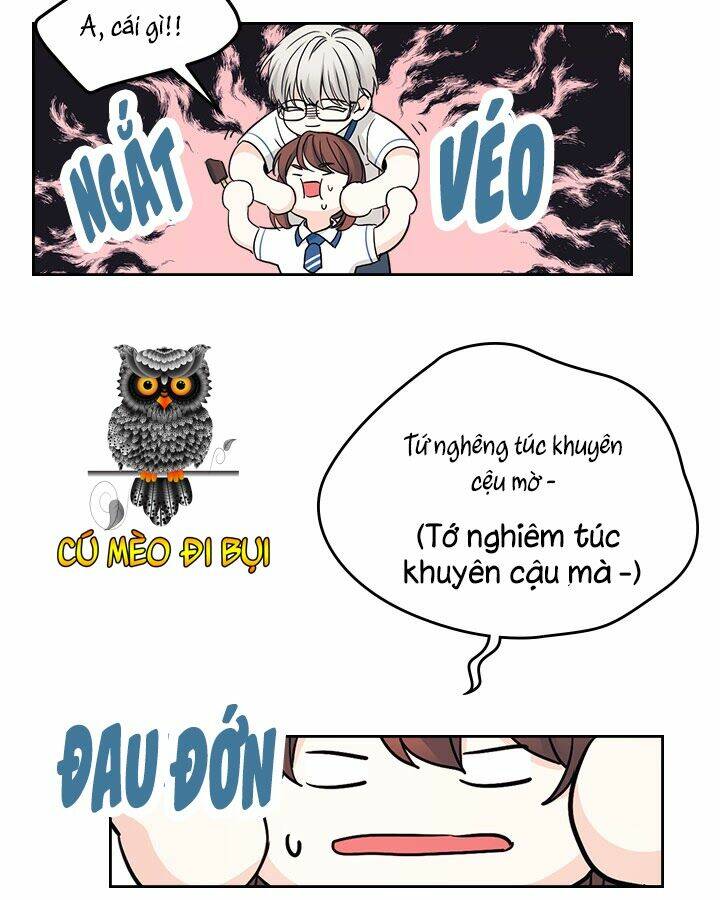 A, cái gì!!
NGẮT
VÉO
CÚ MÈO ĐI BỤI
Tứ nghêng túc khuyên
cệu mờ -
(Tớ nghiêm túc
khuyên cậu mà -)
ĐAU ĐỚN